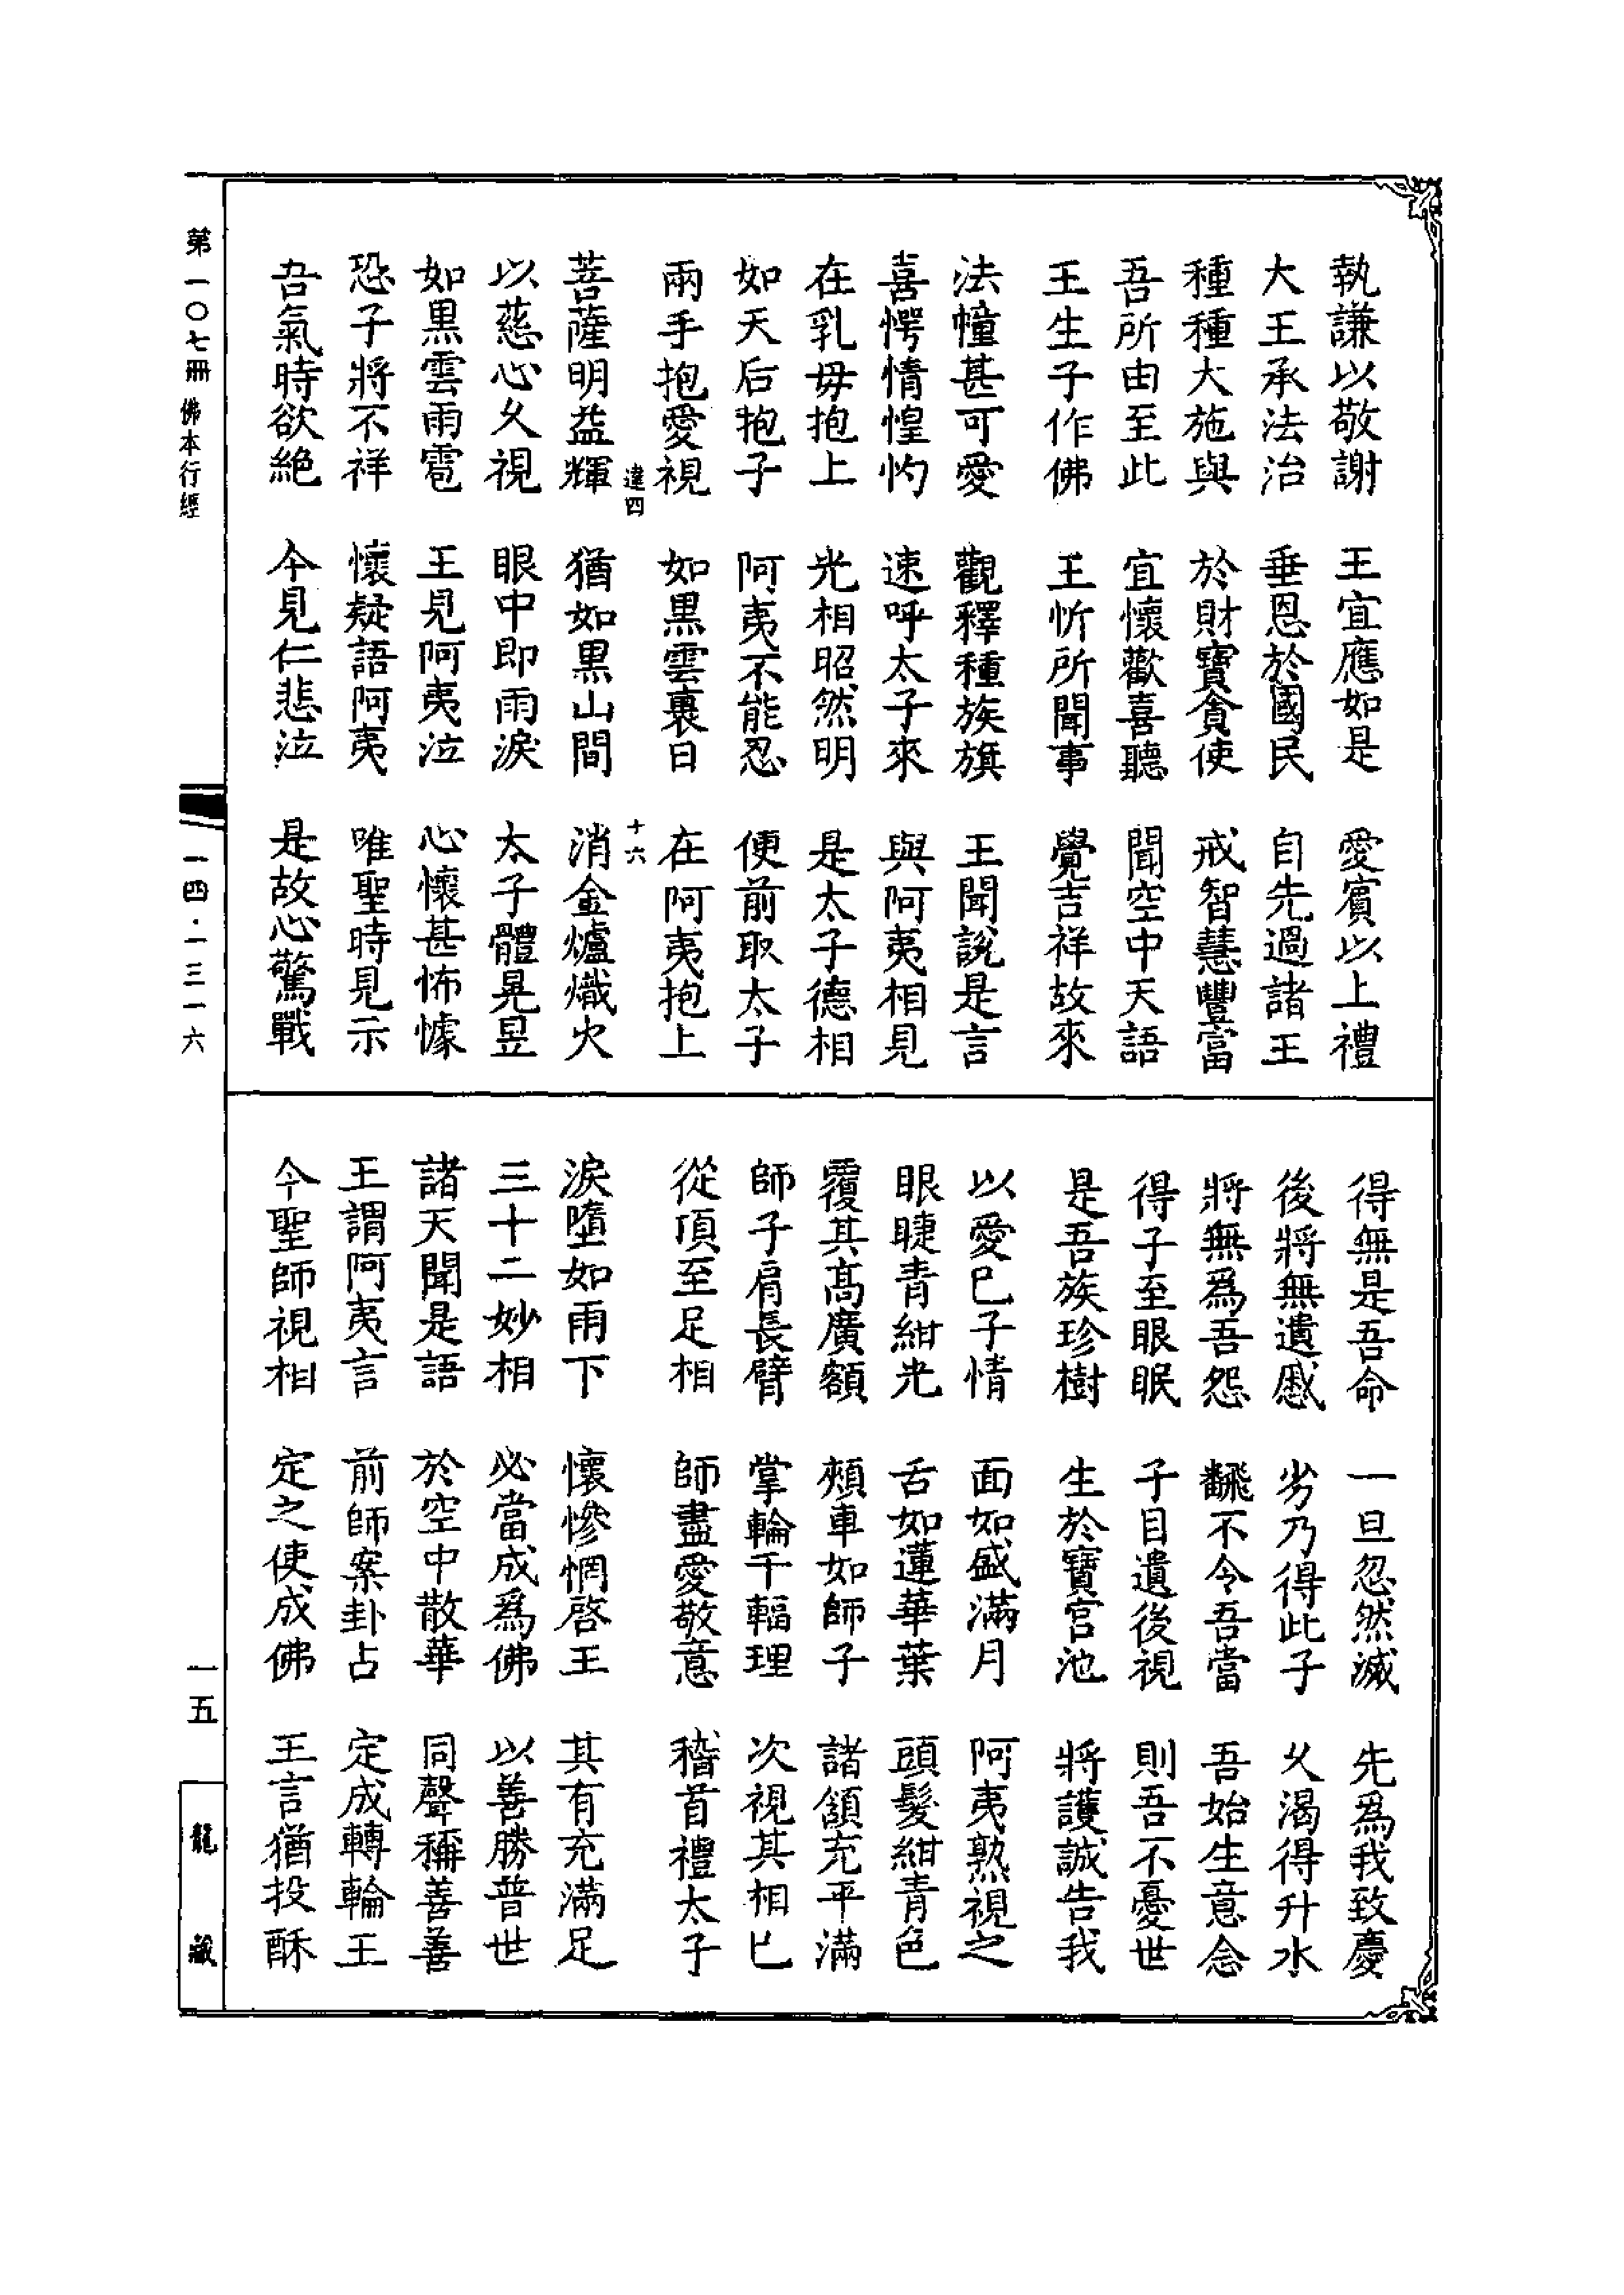 執謙以敬謝　王宜應如是　愛賓以上禮
大王承法治　垂恩於國民　自先過諸王
種種大施與　於財寶貪使　戒智慧豐富
吾所由至此　宜懷歡喜聽　聞空中天語
王生子作佛　王忻所聞事　覺吉祥故來
法幢甚可愛　觀釋種族旗　王聞說是言
喜愕情惶灼　速呼太子來　與阿夷相見
在乳母抱上　光相昭然明　是太子德相
如天后抱子　阿夷不能忍　便前取太子
兩手抱愛視　如黑雲裹日　在阿夷抱上
達四　十六
菩薩明益輝　猶如黑山間　消金爐熾火
以慈心久視　眼中即雨淚　太子體晃昱
如黑雲雨雹　王見阿夷泣　心懷甚怖懅
恐子將不祥　懷疑語阿夷　唯聖時見示
吾氣時欲絕　今見仁悲泣　是故心驚戰
得無是吾命　一旦忽然滅　先為我致慶
後將無遺慼　劣乃得此子　久渴得升水
將無爲吾怨　飜不令吾當　吾始生意念
得子至眼眠　子目遺後視　則吾不憂世
是吾族珍樹　生於寶宮池　將護誠告我
以愛已子情　面如盛滿月　阿夷熟視之
眼睫青紺光　舌如蓮華葉　頭髮紺青色
覆其髙廣額　頰車如師子　諸頷充平滿
師子肩長臂　掌輪千輻理　次視其相已
從頂至足相　師盡愛敬意　稽首禮太子
淚墮如雨下　懷慘惘啓王　其有充滿足
三十二妙相　必當成爲佛　以善勝普世
諸天聞是語　於空中散華　同聲稱善善
王謂阿夷言　前師案卦占　定成轉輪王
今聖師視相　定之使成佛　王言猶投酥
第一〇七冊　佛本行經
一四·一三一六
一五
龍藏